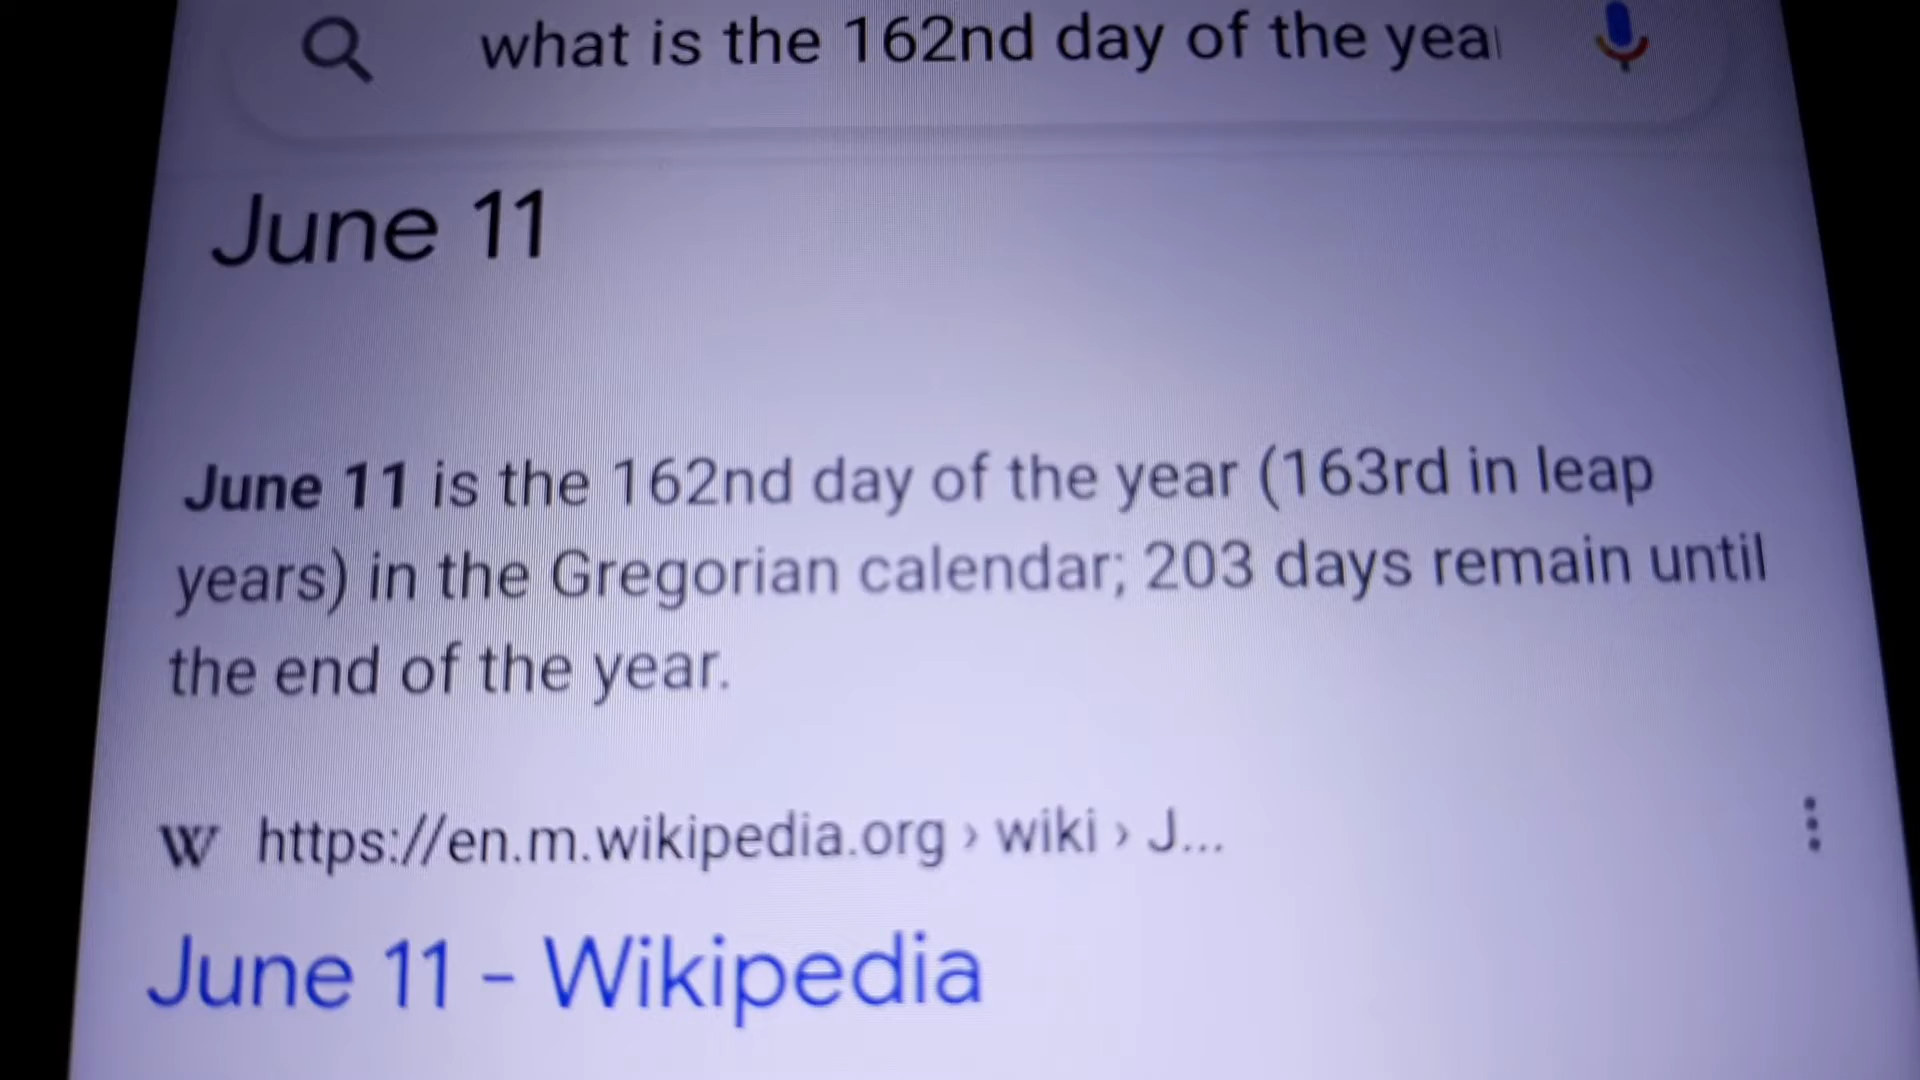 what is the 162nd day of the year
June 11
June 11 is the 162nd day of the year (163rd in leap
years) in the Gregorian calendar; 203 days remain until
the end of the year.
W https://en.m.wikipedia.org › wiki › J...
June 11 - Wikipedia